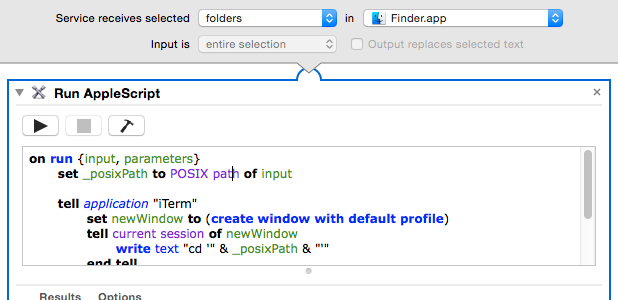 Service receives selected folders in Finder.app
Input is entire selection Output replaces selected text
Run AppleScript
on run {input, parameters}
set _posixPath to POSIX path of input
tell application "iTerm"
set newWindow to (create window with default profile)
tell current session of newWindow
write text "cd '" & _posixPath & "'"
end tell
Results Options